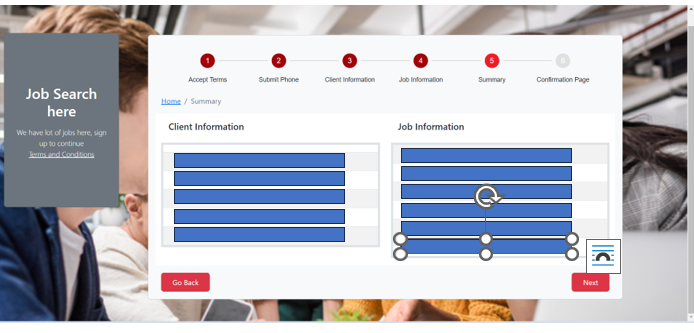 1
2
3
4
5
6
Accept Terms
Submit Phone
Client Information
Job Information
Summary
Confirmation Page
Job Search
here
We have lot of jobs here, sign
up to continue
Terms and Conditions
Home / Summary
Client Information
Job Information
Go Back
Next